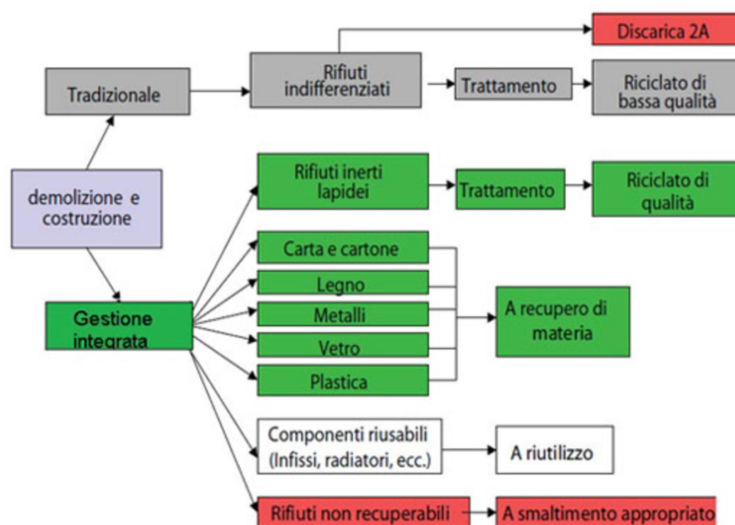 Discarica 2A
Rifiuti
indifferenziati
Tradizionale
Trattamento
Riciclato di
bassa qualità
demolizione e
costruzione
Rifiuti inerti
lapidei
Trattamento
Riciclato di
qualità
Carta e cartone
Legno
Metalli
Vetro
Plastica
A recupero di
materia
Gestione
integrata
Componenti riusabili
(Infissi, radiatori, ecc.)
A riutilizzo
Rifiuti non recuperabili
A smaltimento appropriato